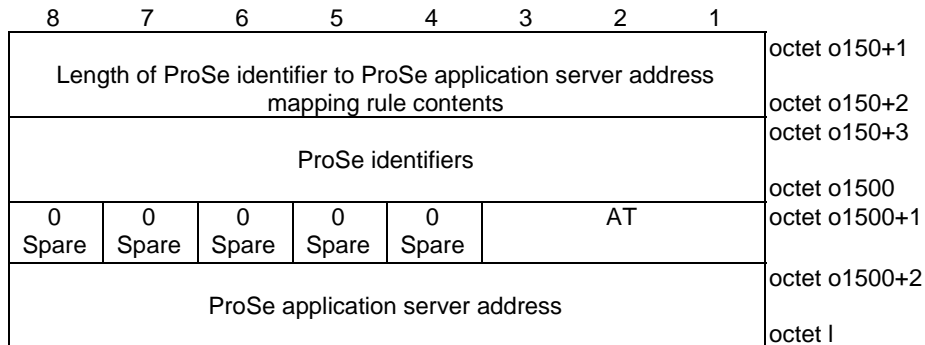 8 7 6 5 4 3 2 1
octet o150+1
Length of ProSe identifier to ProSe application server address
mapping rule contents
octet o150+2
octet o150+3
ProSe identifiers
octet o1500
0 0 0 0 0 AT octet o1500+1
Spare Spare Spare Spare Spare
octet o1500+2
ProSe application server address
octet l